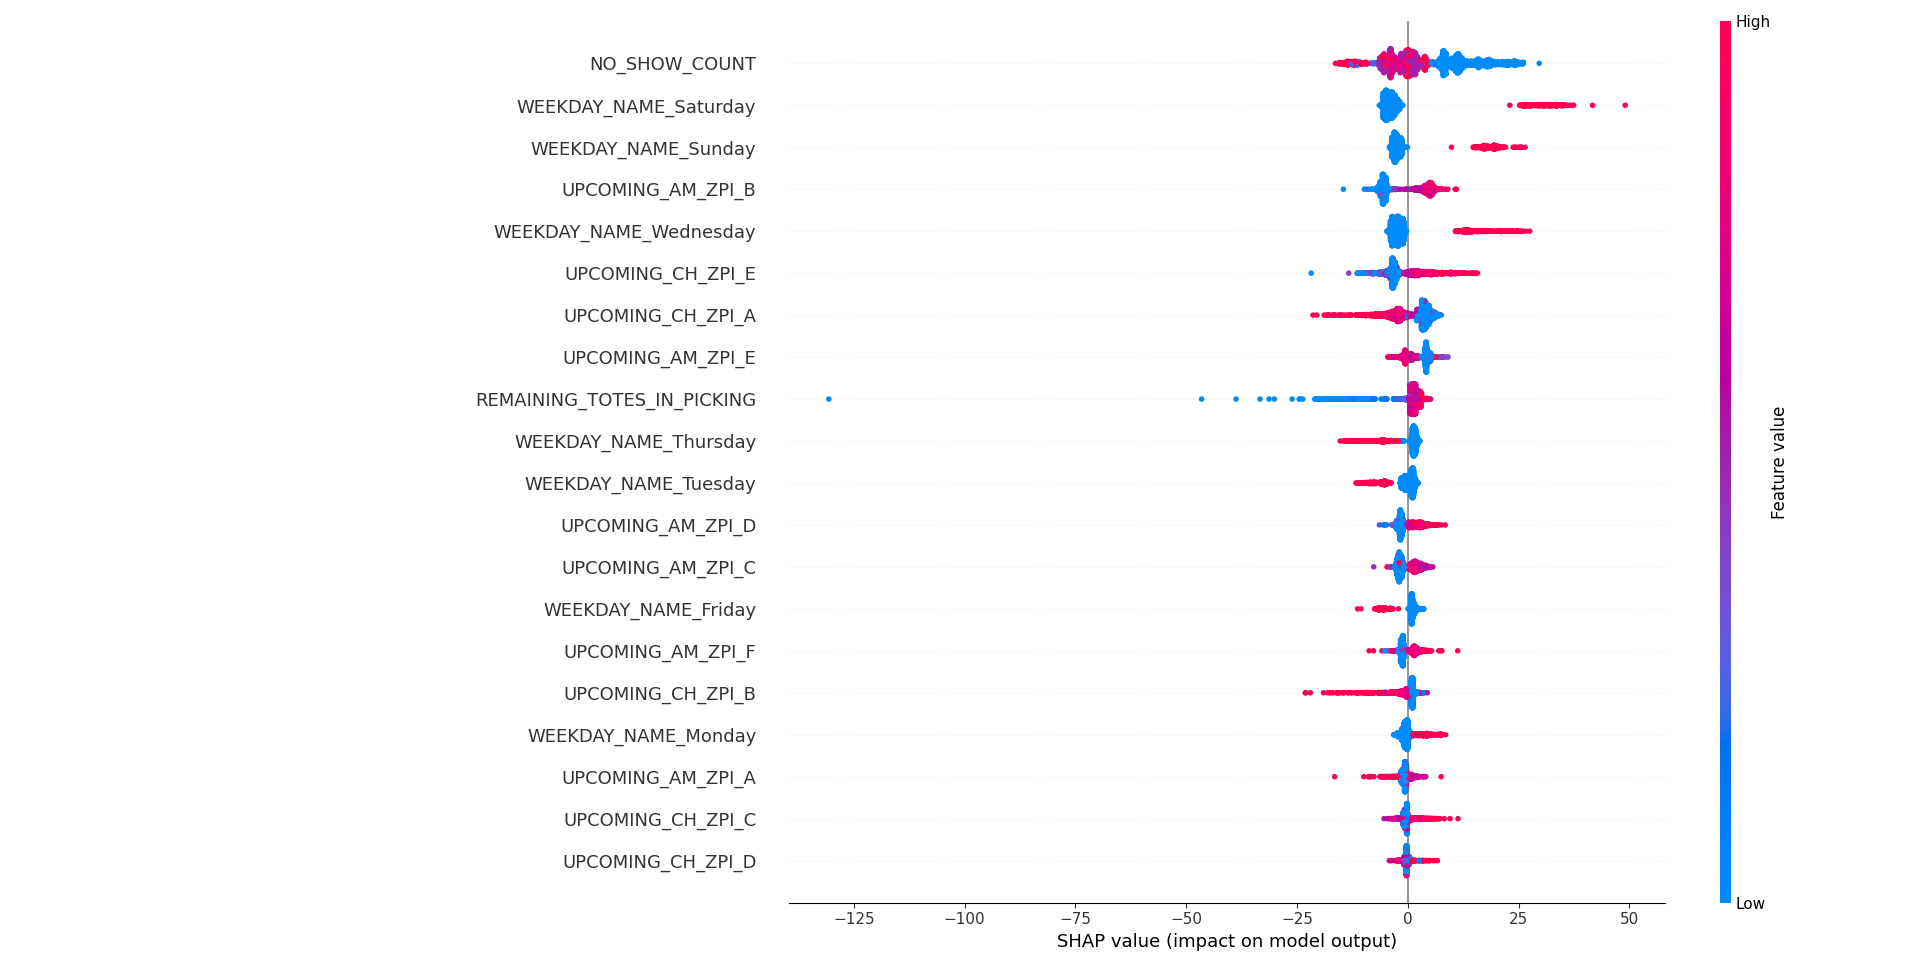 High
NO_SHOW_COUNT
WEEKDAY_NAME_Saturday
WEEKDAY_NAME_Sunday
UPCOMING_AM_ZPI_B
WEEKDAY_NAME_Wednesday
UPCOMING_CH_ZPI_E
UPCOMING_CH_ZPI_A
UPCOMING_AM_ZPI_E
REMAINING_TOTES_IN_PICKING
WEEKDAY_NAME_Thursday
WEEKDAY_NAME_Tuesday
UPCOMING_AM_ZPI_D
UPCOMING_AM_ZPI_C
WEEKDAY_NAME_Friday
UPCOMING_AM_ZPI_F
UPCOMING_CH_ZPI_B
WEEKDAY_NAME_Monday
UPCOMING_AM_ZPI_A
UPCOMING_CH_ZPI_C
UPCOMING_CH_ZPI_D
Feature value
Low
−125 −100 −75 −50 −25 0 25 50
SHAP value (impact on model output)